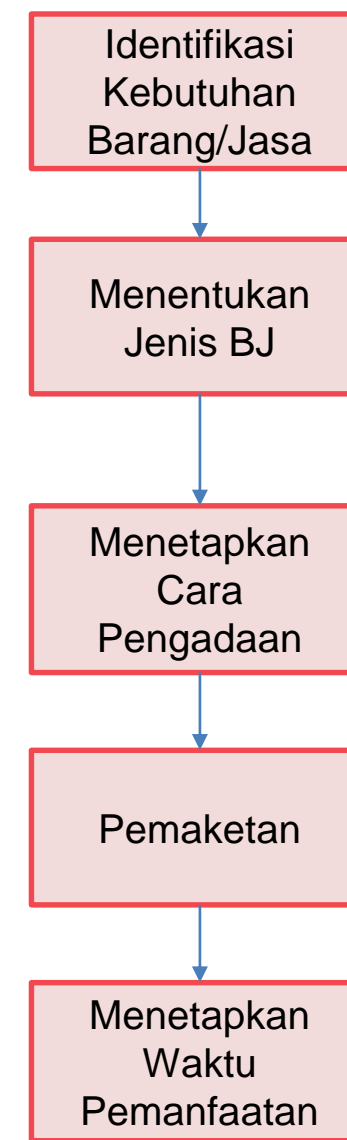 Identifikasi
Kebutuhan
Barang/Jasa
Menentukan
Jenis BJ
Menetapkan
Cara
Pengadaan
Pemaketan
Menetapkan
Waktu
Pemanfaatan